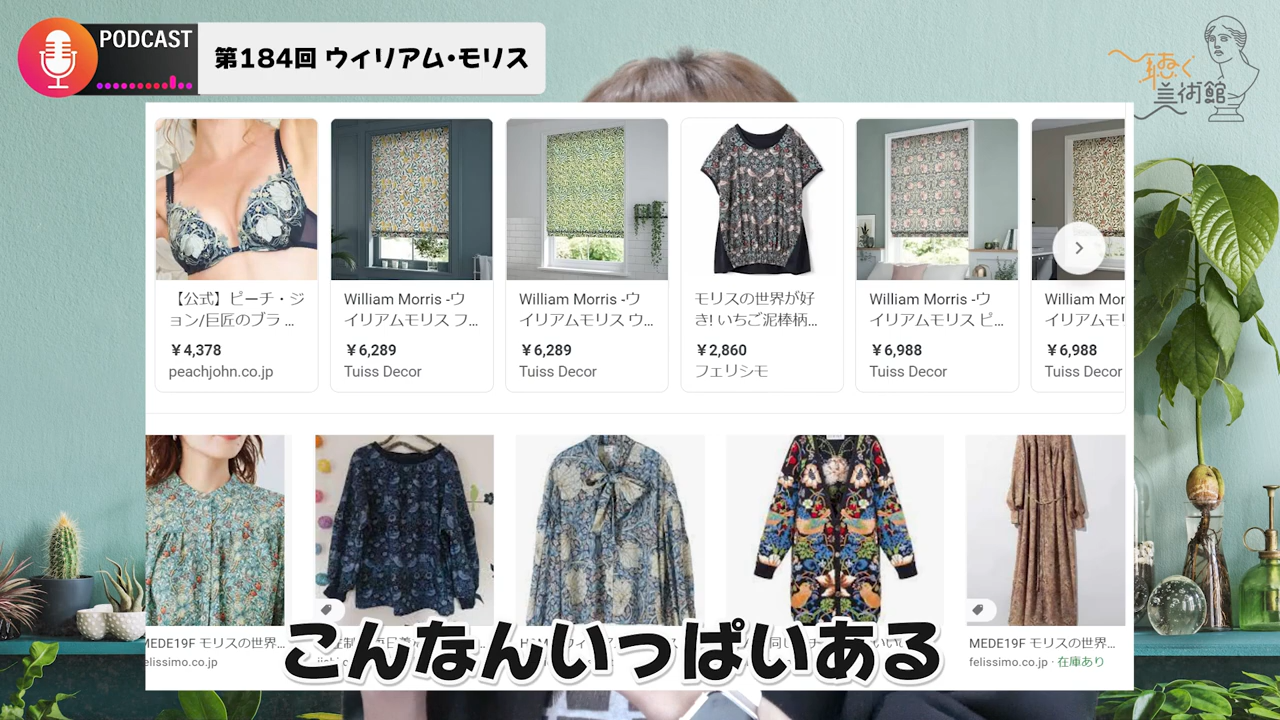 PODCAST
第184回 ウィリアム・モリス
聴く
美術館
【公式】ピーチ・ジ
ョン/巨匠のブラ ...
￥4,378
peachjohn.co.jp
William Morris -ウ
イリアムモリス フ...
￥6,289
Tuiss Decor
William Morris -ウ
イリアムモリス ウ...
￥6,289
Tuiss Decor
モリスの世界が好
き! いちご泥棒柄...
￥2,860
フェリシモ
William Morris -ウ
イリアムモリス ピ...
￥6,988
Tuiss Decor
William Mor
イリアムモリ
￥6,988
Tuiss Decor
MEDE19F モリスの世界...
felissimo.co.jp
MEDE19F モリスの世界...
felissimo.co.jp · 在庫あり
こんなんいっぱいある